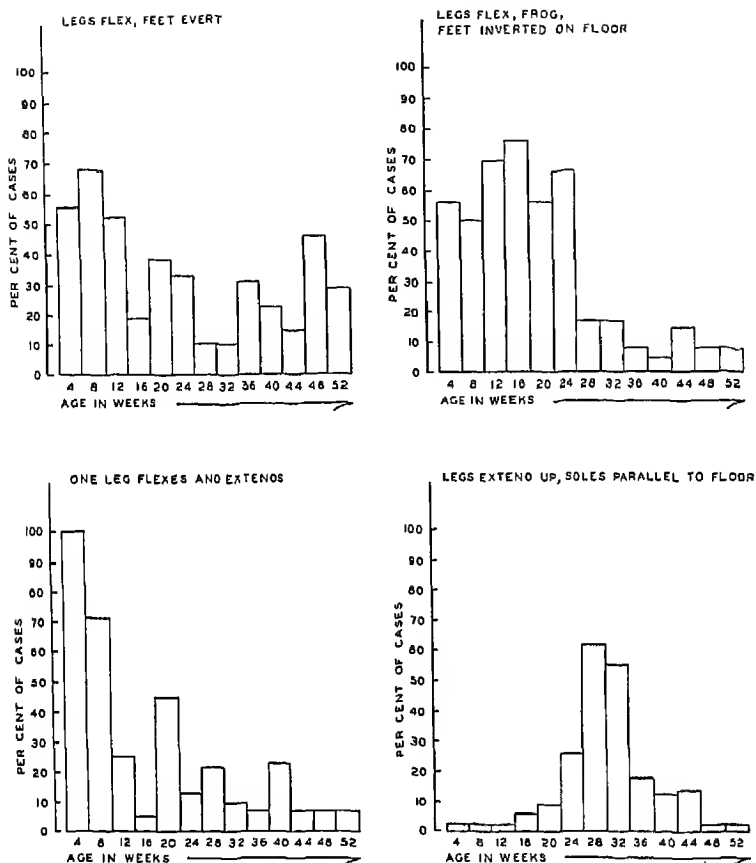 LEGS FLEX, FEET EVERT
PER CENT OF CASES
100
90
80
70
60
50
40
30
20
10
0
4 8 12 16 20 24 28 32 36 40 44 48 52
AGE IN WEEKS
LEGS FLEX, FROG,
FEET INVERTED ON FLOOR
PER CENT OF CASES
100
90
80
70
60
50
40
30
20
10
0
4 8 12 16 20 24 28 32 36 40 44 48 52
AGE IN WEEKS
ONE LEG FLEXES AND EXTENDS
PER CENT OF CASES
100
90
80
70
60
50
40
30
20
10
0
4 8 12 16 20 24 28 32 36 40 44 48 52
AGE IN WEEKS
LEGS EXTEND UP, SOLES PARALLEL TO FLOOR
PER CENT OF CASES
100
90
80
70
60
50
40
30
20
10
0
4 8 12 16 20 24 28 32 36 40 44 48 52
AGE IN WEEKS